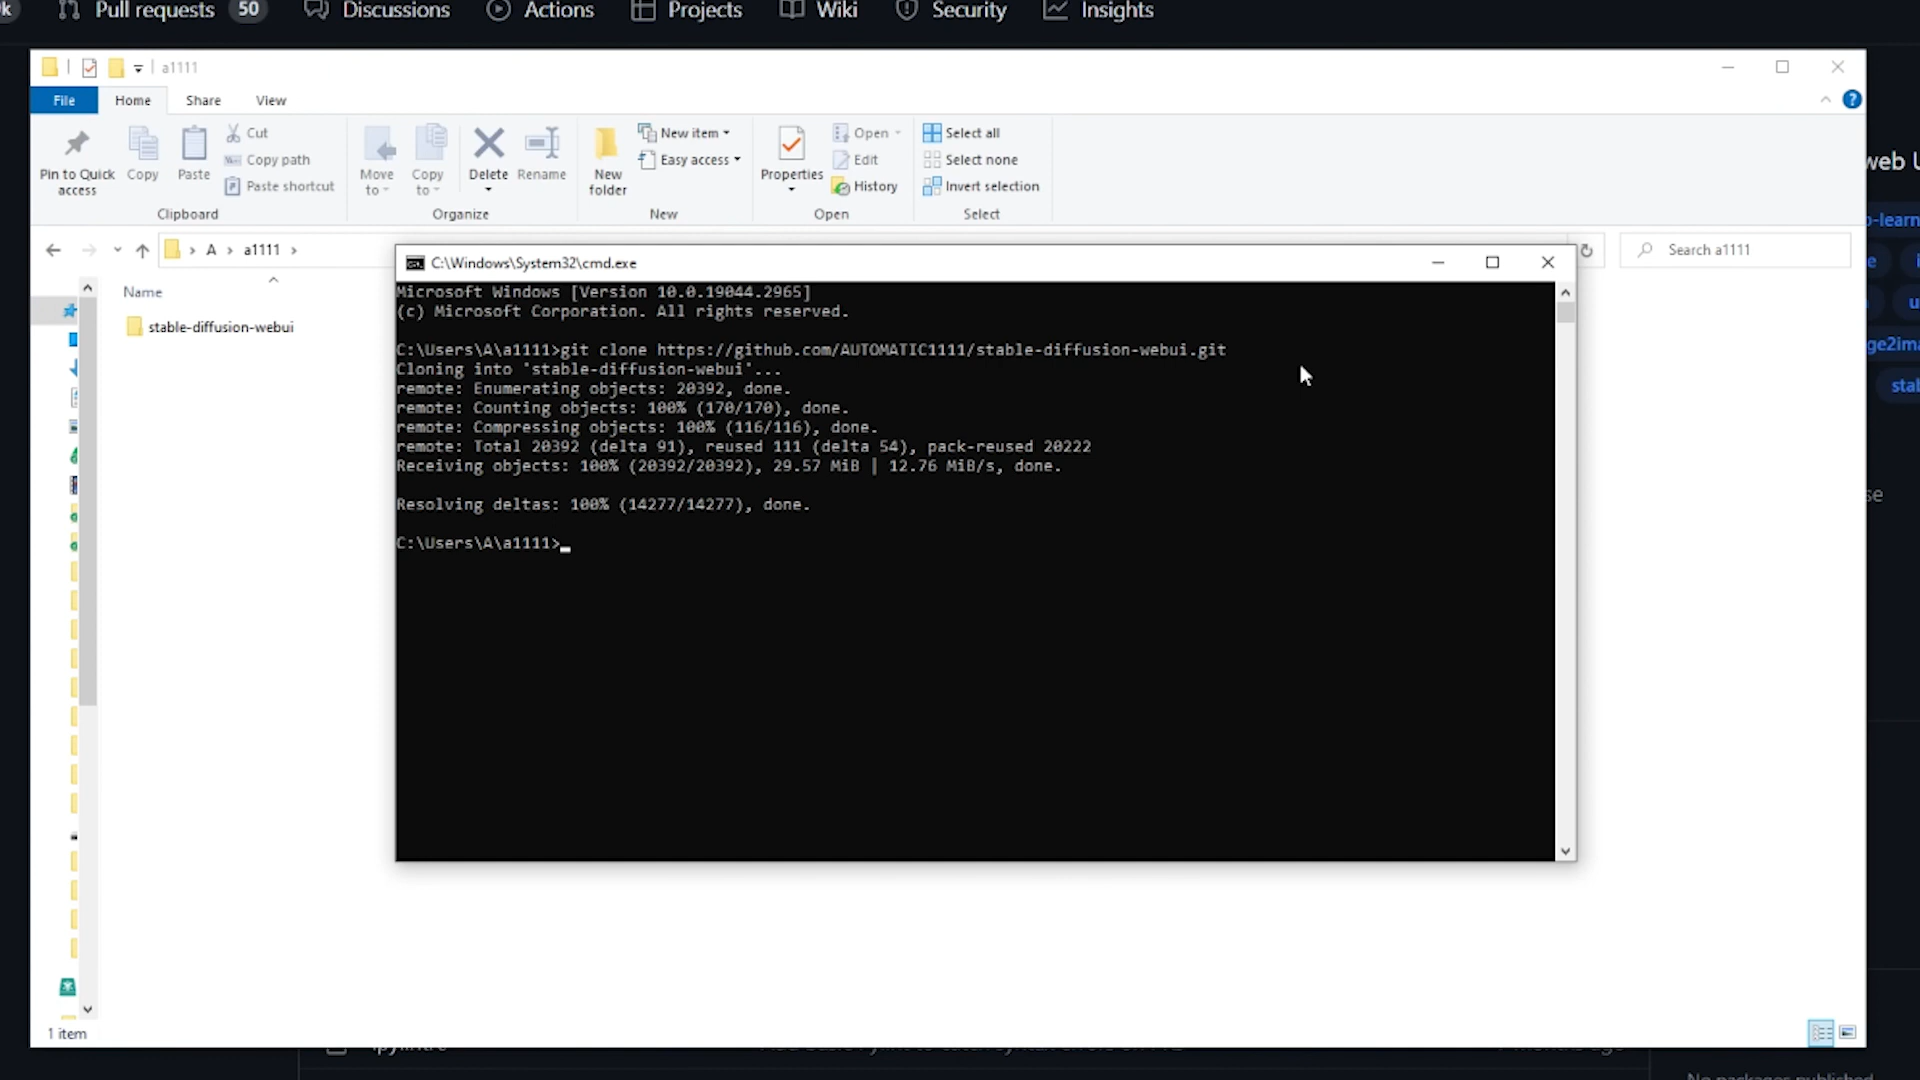 Pull requests 50 Discussions Actions Projects Wiki Security Insights
a1111
File Home Share View
Pin to Quick access
Copy
Paste
Cut
Copy path
Paste shortcut
Clipboard
Move to
Copy to
Delete
Rename
Organize
New folder
New item
Easy access
New
Properties
Open
Edit
History
Open
Select all
Select none
Invert selection
Select
A > a1111 >
Search a1111
Name
stable-diffusion-webui
1 item
C:\Windows\System32\cmd.exe
Microsoft Windows [Version 10.0.19044.2965]
(c) Microsoft Corporation. All rights reserved.
C:\Users\A\a1111>git clone https://github.com/AUTOMATIC1111/stable-diffusion-webui.git
Cloning into 'stable-diffusion-webui'...
remote: Enumerating objects: 20392, done.
remote: Counting objects: 100% (170/170), done.
remote: Compressing objects: 100% (116/116), done.
remote: Total 20392 (delta 91), reused 111 (delta 54), pack-reused 20222
Receiving objects: 100% (20392/20392), 29.57 MiB | 12.76 MiB/s, done.
Resolving deltas: 100% (14277/14277), done.
C:\Users\A\a1111>
web U